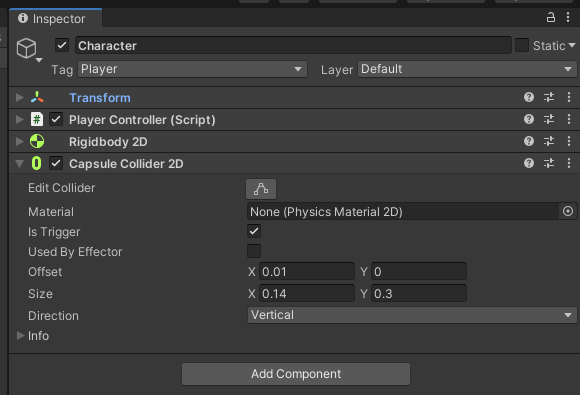 Inspector
Character Static
Tag Player Layer Default
Transform
# Player Controller (Script)
Rigidbody 2D
Capsule Collider 2D
Edit Collider
Material None (Physics Material 2D)
Is Trigger
Used By Effector
Offset X 0.01 Y 0
Size X 0.14 Y 0.3
Direction Vertical
Info
Add Component